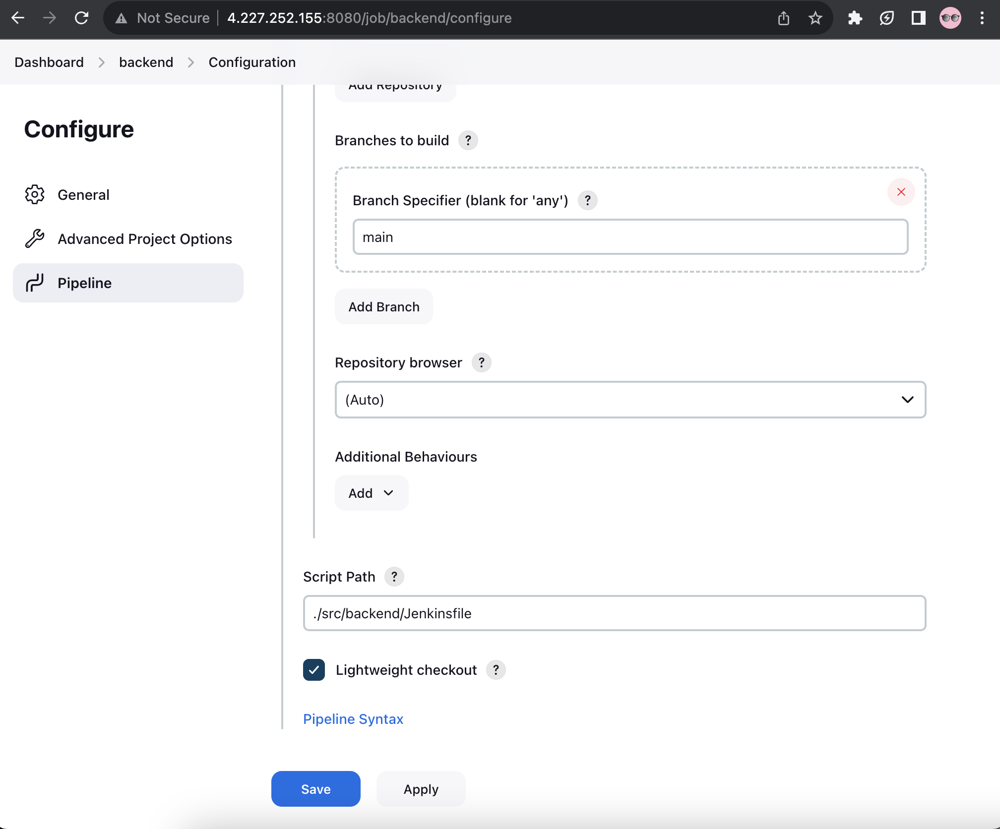 Not Secure 4.227.252.155:8080/job/backend/configure
Dashboard backend Configuration
Add Repository
Configure
General
Advanced Project Options
Pipeline
Branches to build ?
Branch Specifier (blank for 'any') ?
main
Add Branch
Repository browser ?
(Auto)
Additional Behaviours
Add
Script Path ?
./src/backend/Jenkinsfile
Lightweight checkout ?
Pipeline Syntax
Save Apply